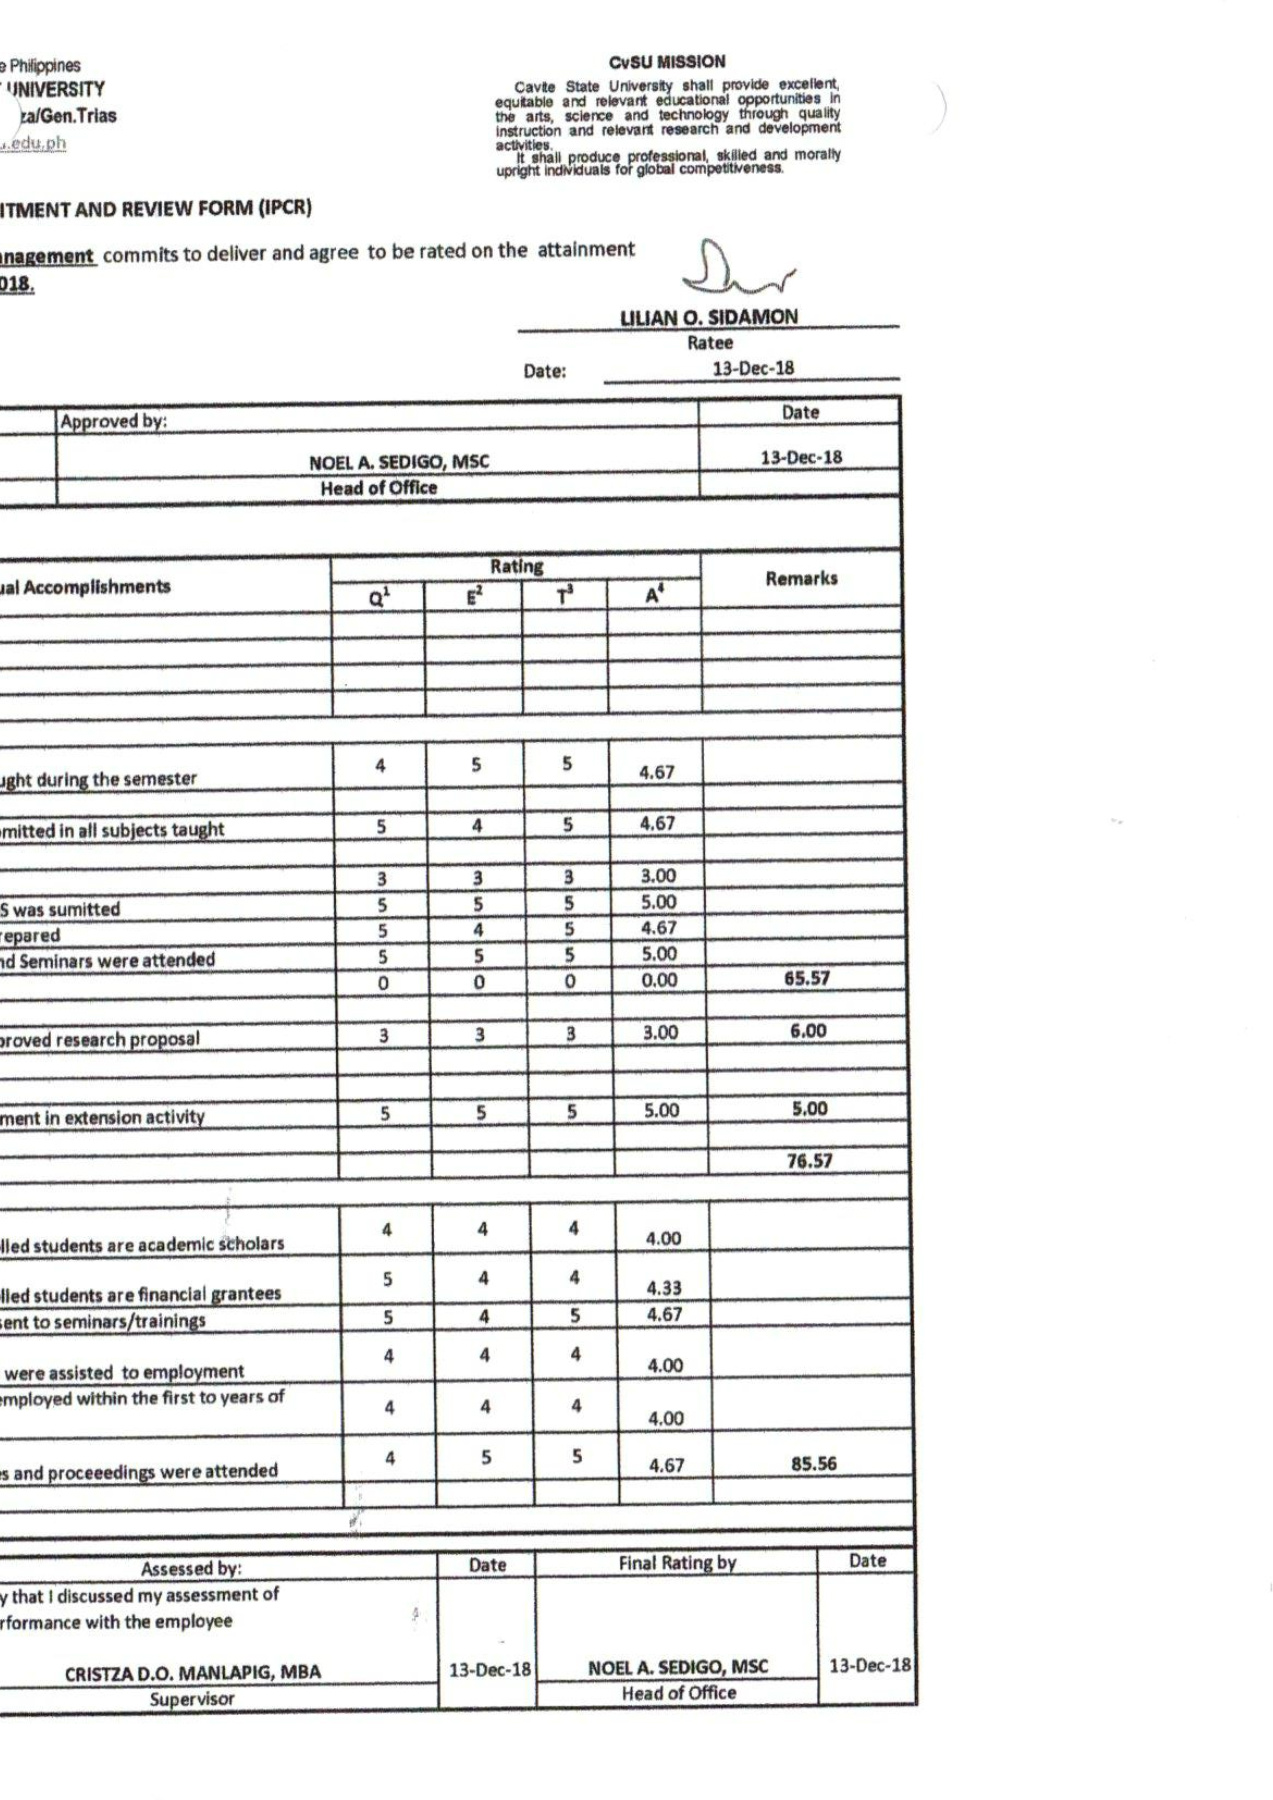 e Philippines
UNIVERSITY
za/Gen.Trias
u.edu.ph
CvSU MISSION
Cavite State University shall provide excellent,
equitable and relevant educational opportunities in
the arts, science and technology through quality
instruction and relevant research and development
activities.
It shall produce professional, skilled and morally
upright individuals for global competitiveness.
ITMENT AND REVIEW FORM (IPCR)
nagement commits to deliver and agree to be rated on the attainment
018.
LILIAN O. SIDAMON
Ratee
Date: 13-Dec-18
Approved by: Date
NOEL A. SEDIGO, MSC 13-Dec-18
Head of Office
ual Accomplishments Rating Remarks
Q1 E2 T3 A4
ught during the semester 4 5 5 4.67
mitted in all subjects taught 5 4 5 4.67
3 3 3 3.00
S was sumitted 5 5 5 5.00
repared 5 4 5 4.67
nd Seminars were attended 5 5 5 5.00
0 0 0 0.00 65.57
proved research proposal 3 3 3 3.00 6.00
ment in extension activity 5 5 5 5.00 5.00
76.57
lled students are academic scholars 4 4 4 4.00
lled students are financial grantees 5 4 4 4.33
sent to seminars/trainings 5 4 5 4.67
were assisted to employment 4 4 4 4.00
employed within the first to years of 4 4 4 4.00
s and proceeedings were attended 4 5 5 4.67 85.56
Assessed by: Date Final Rating by Date
y that I discussed my assessment of
rformance with the employee
CRISTZA D.O. MANLAPIG, MBA 13-Dec-18 NOEL A. SEDIGO, MSC 13-Dec-18
Supervisor Head of Office